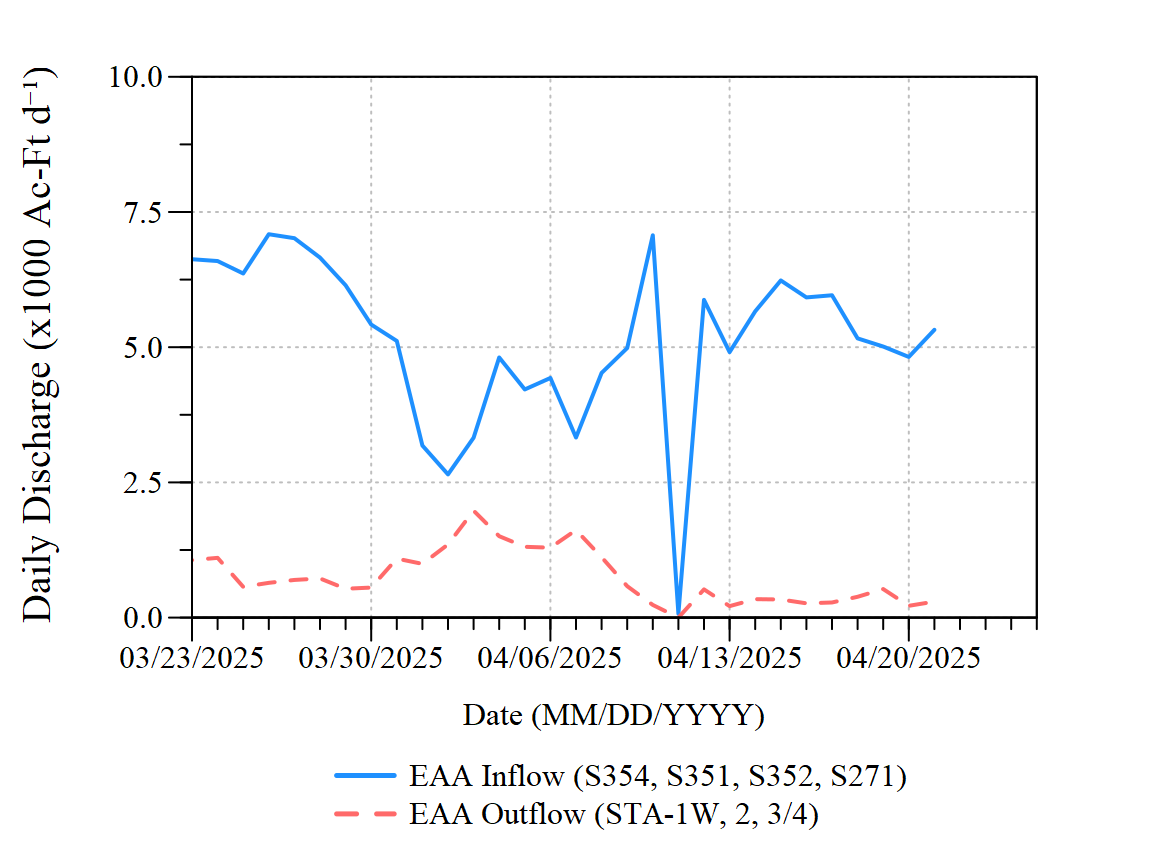 Daily Discharge (x1000 Ac-Ft d⁻¹)
10.0
7.5
5.0
2.5
0.0
03/23/2025 03/30/2025 04/06/2025 04/13/2025 04/20/2025
Date (MM/DD/YYYY)
EAA Inflow (S354, S351, S352, S271)
EAA Outflow (STA-1W, 2, 3/4)